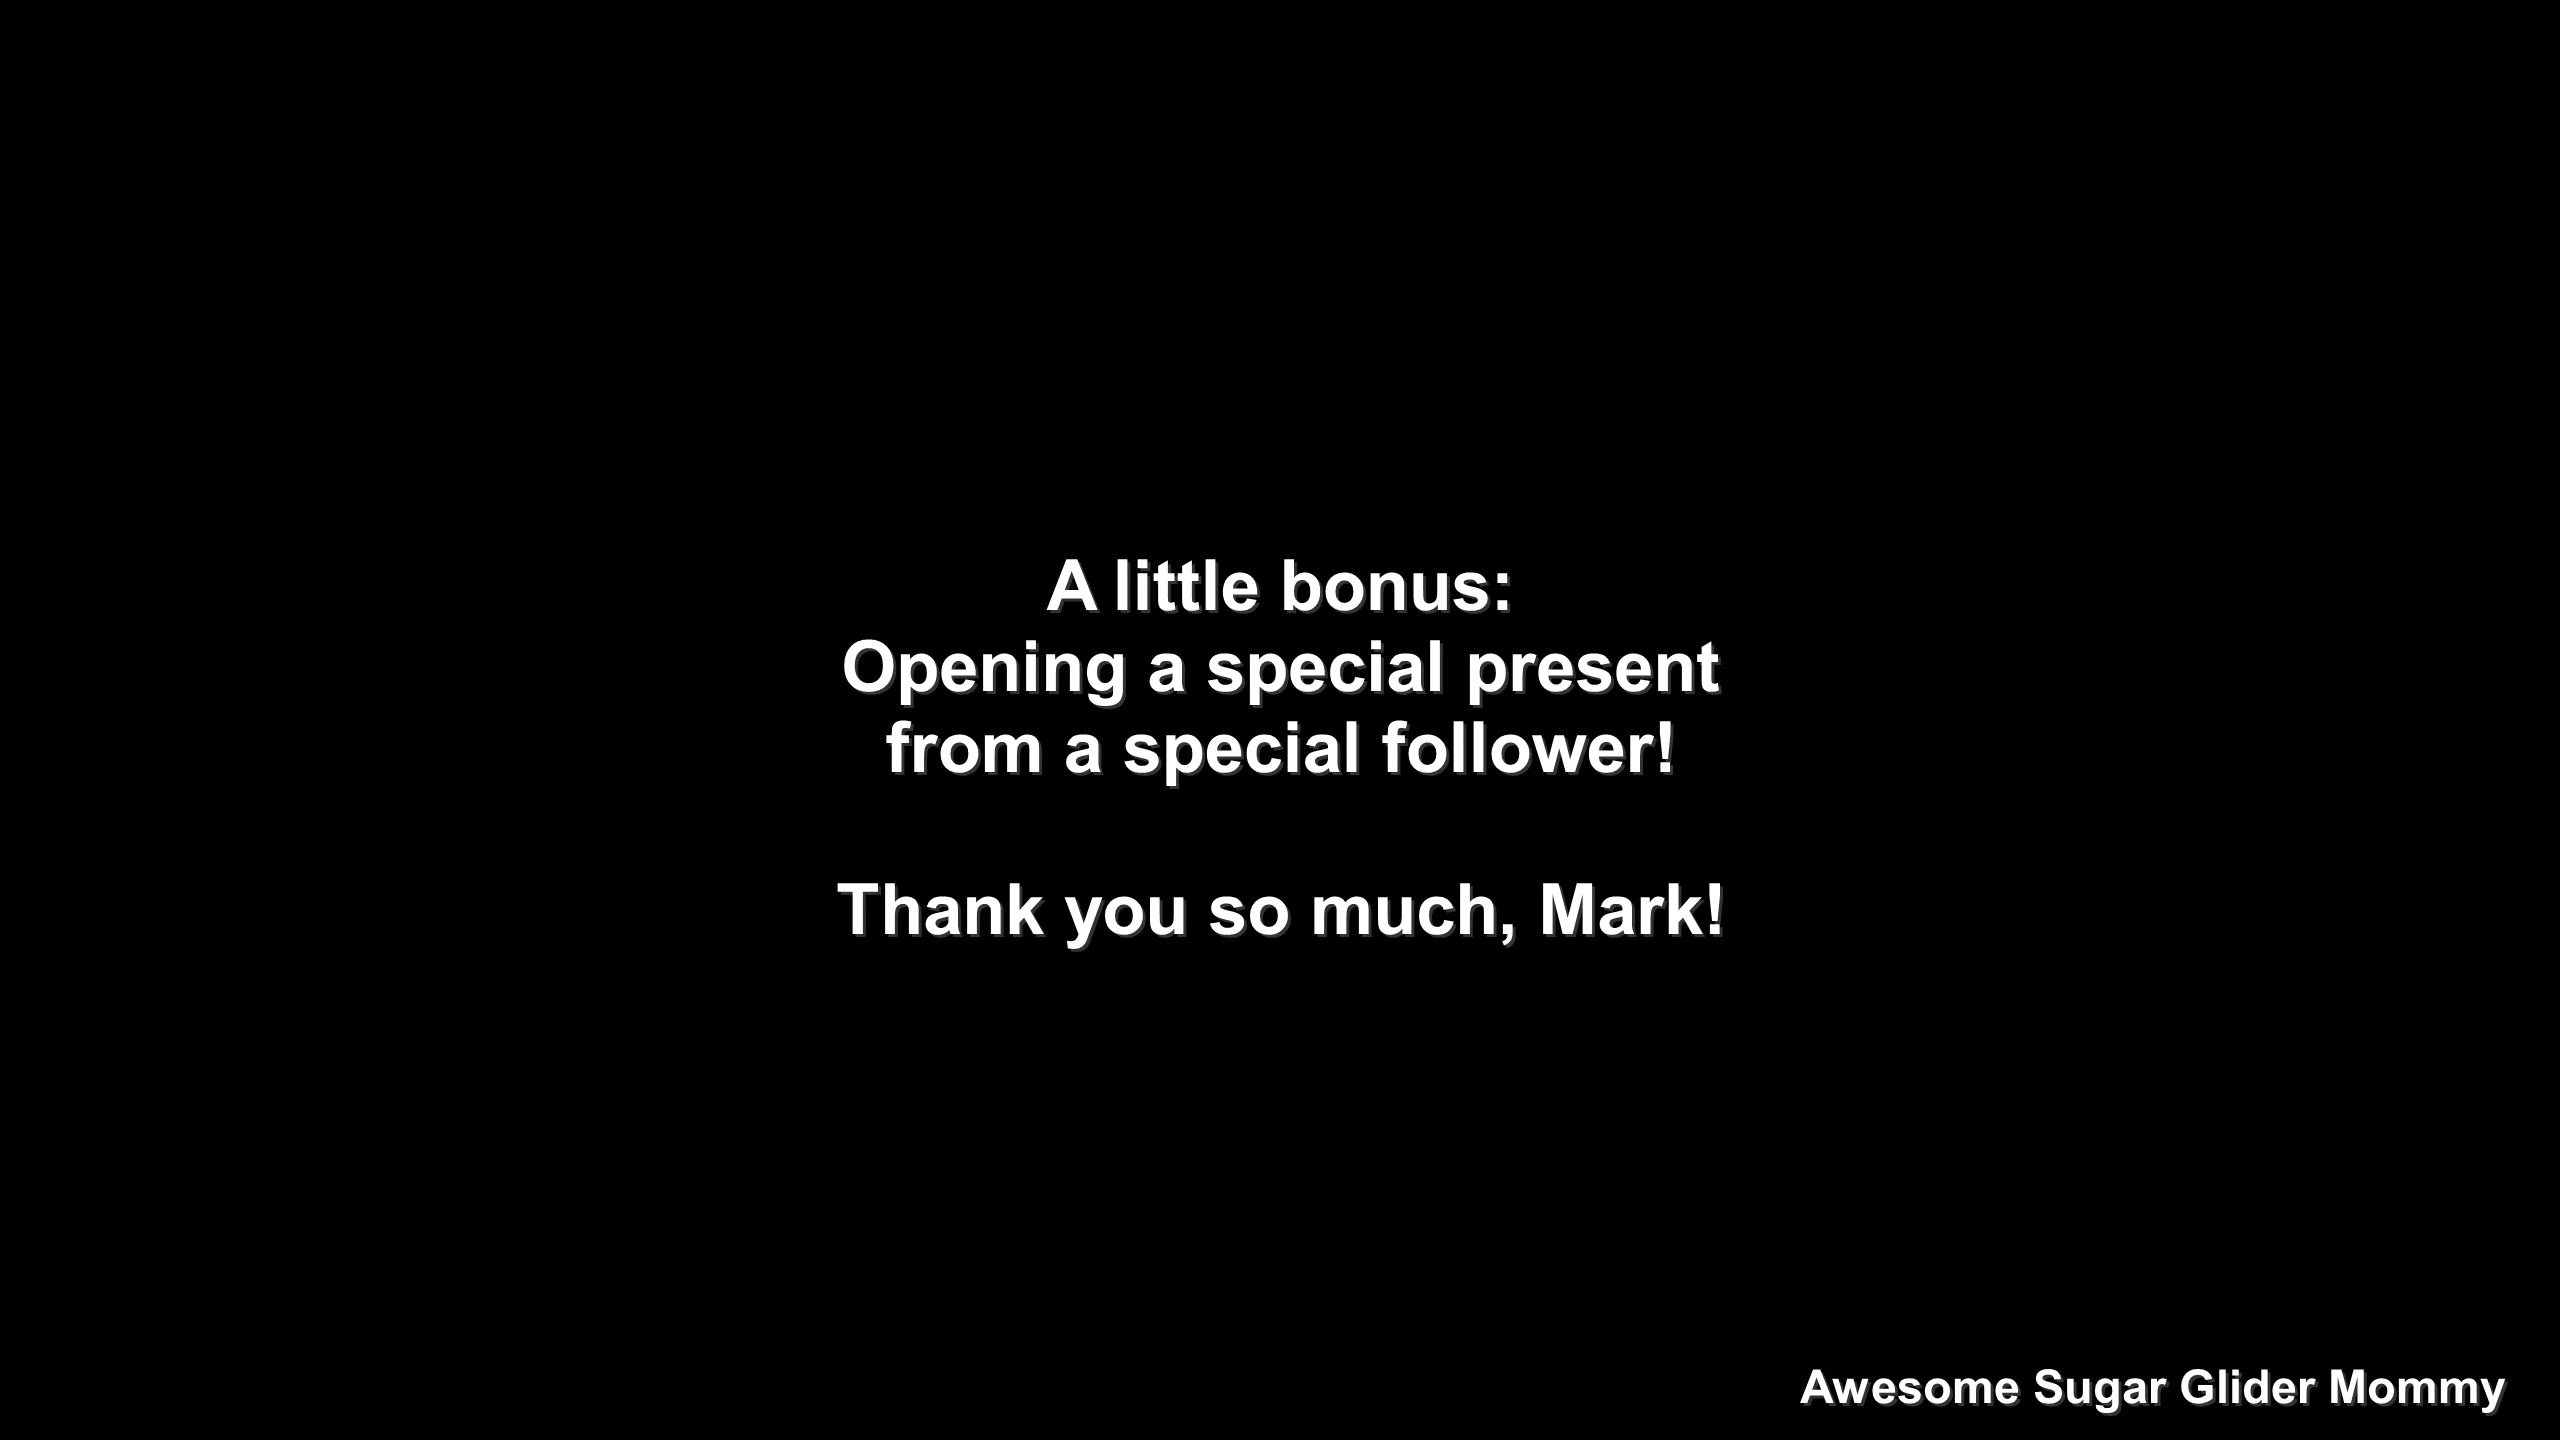 A little bonus:
Opening a special present
from a special follower!
Thank you so much, Mark!
Awesome Sugar Glider Mommy